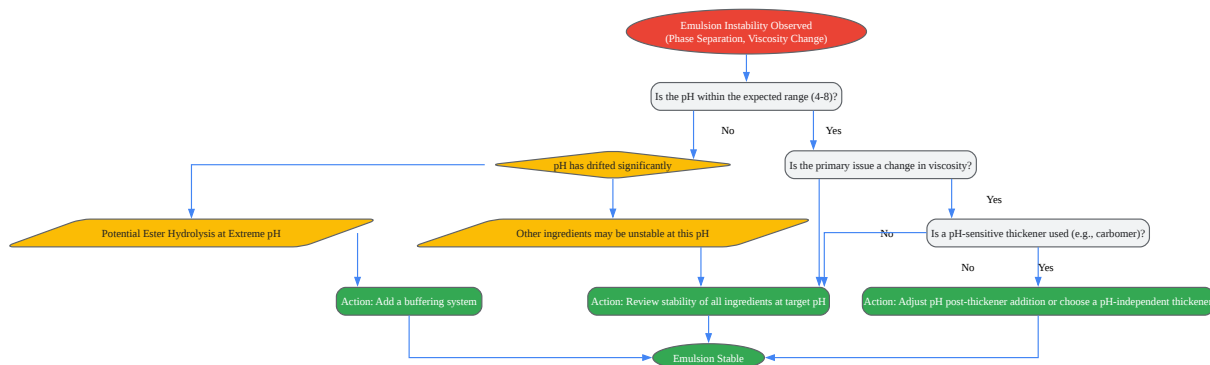 Emulsion Instability Observed
(Phase Separation, Viscosity Change)
Is the pH within the expected range (4-8)?
No
Yes
pH has drifted significantly
Is the primary issue a change in viscosity?
Yes
Potential Ester Hydrolysis at Extreme pH
Other ingredients may be unstable at this pH
No
Is a pH-sensitive thickener used (e.g., carbomer)?
No
Yes
Action: Add a buffering system
Action: Review stability of all ingredients at target pH
Action: Adjust pH post-thickener addition or choose a pH-independent thickener
Emulsion Stable